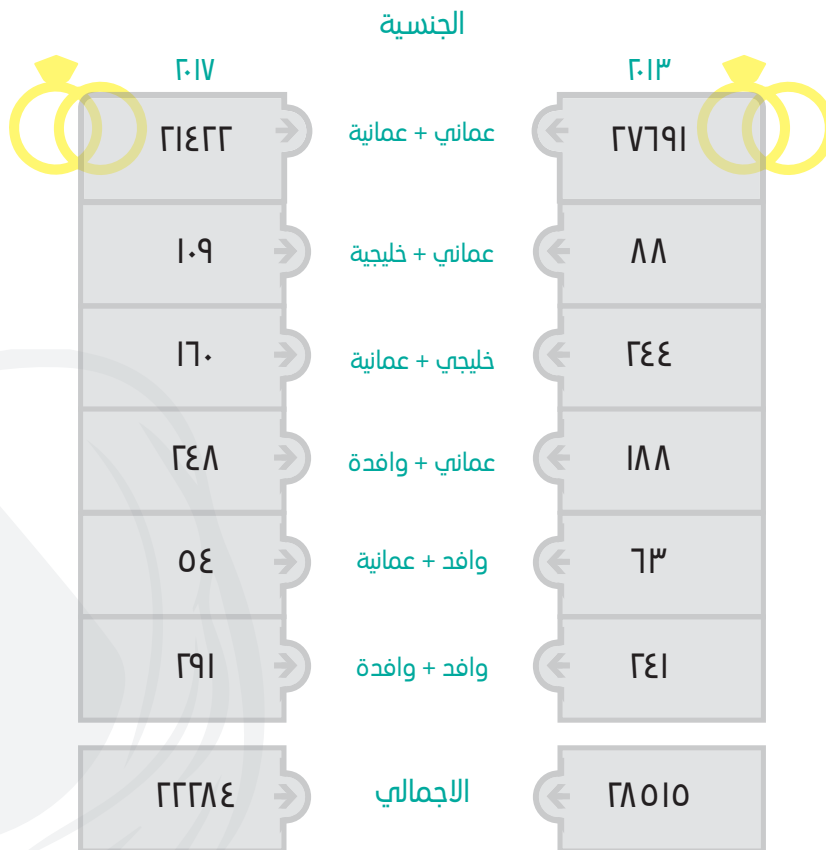 الجنسية
٢٠١٣ ٢٠١٧
٢٧٦٩١ عماني + عمانية ٢١٤٢٢
٨٨ عماني + خليجية ١٠٩
٢٤٤ خليجي + عمانية ١٦٠
١٨٨ عماني + وافدة ٢٤٨
٦٣ وافد + عمانية ٥٤
٢٤١ وافد + وافدة ٢٩١
٢٨٥١٥ الاجمالي ٢٢٢٨٤